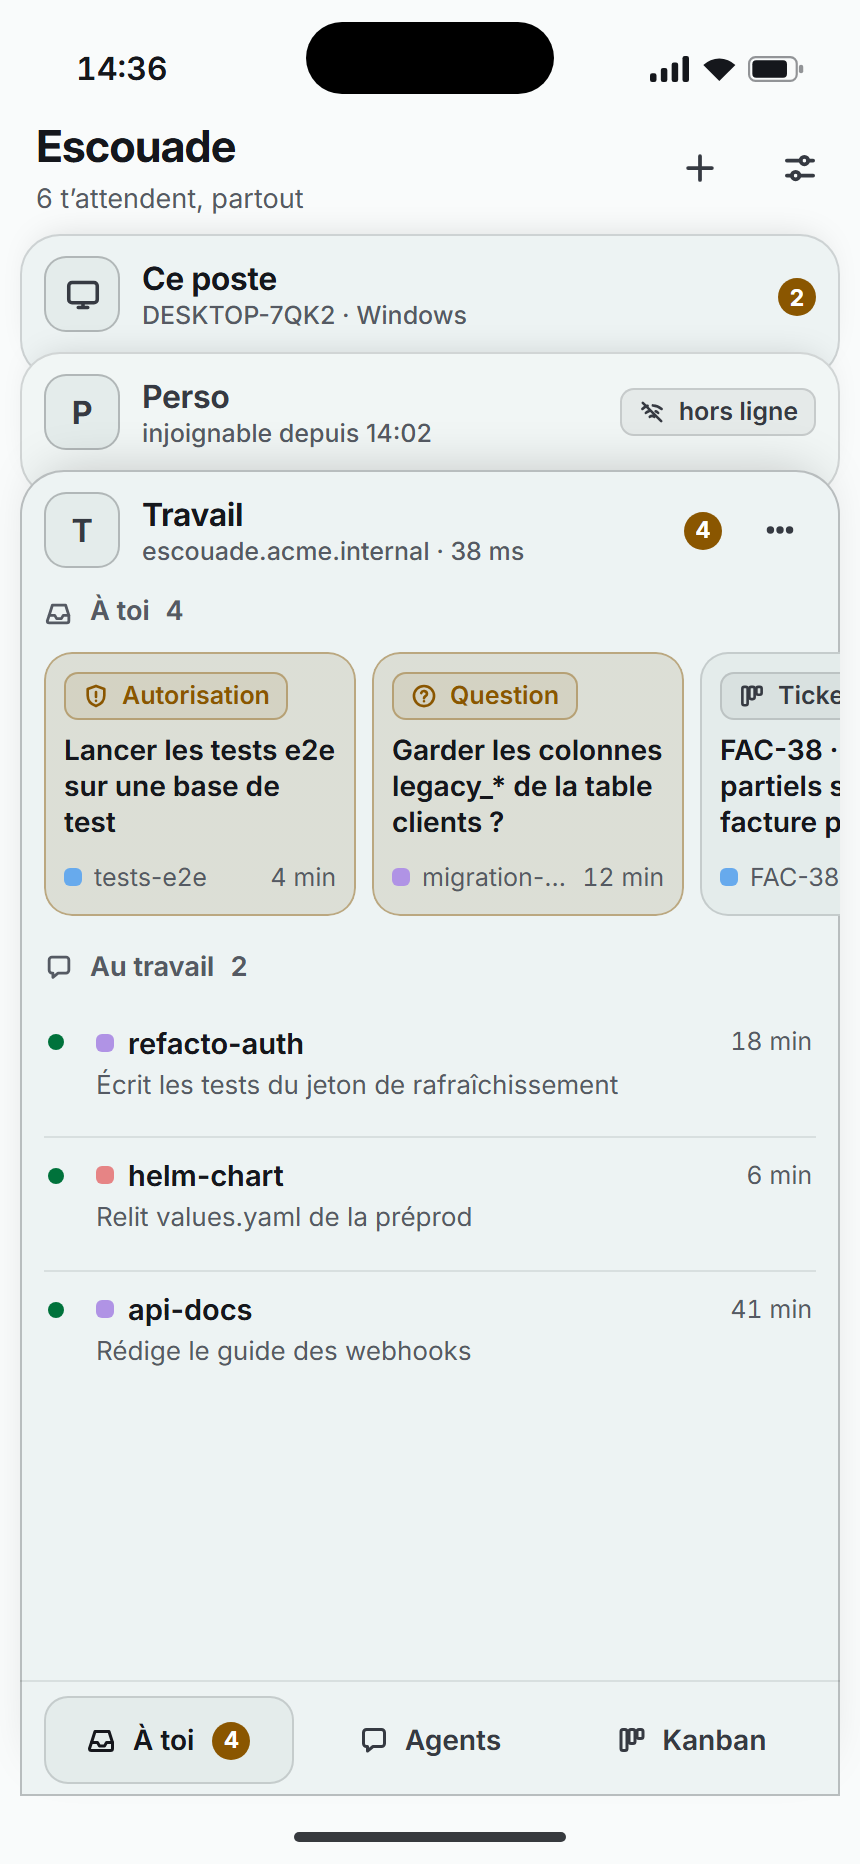 14:36
Escouade
6 t’attendent, partout
Ce poste
DESKTOP-7QK2 · Windows
2
P
Perso
injoignable depuis 14:02
hors ligne
T
Travail
escouade.acme.internal · 38 ms
4
À toi 4
Autorisation
Lancer les tests e2e
sur une base de
test
tests-e2e 4 min
Question
Garder les colonnes
legacy_* de la table
clients ?
migration-... 12 min
Ticke
FAC-38 ·
partiels s
facture p
FAC-38
Au travail 2
refacto-auth 18 min
Écrit les tests du jeton de rafraîchissement
helm-chart 6 min
Relit values.yaml de la préprod
api-docs 41 min
Rédige le guide des webhooks
À toi 4
Agents
Kanban